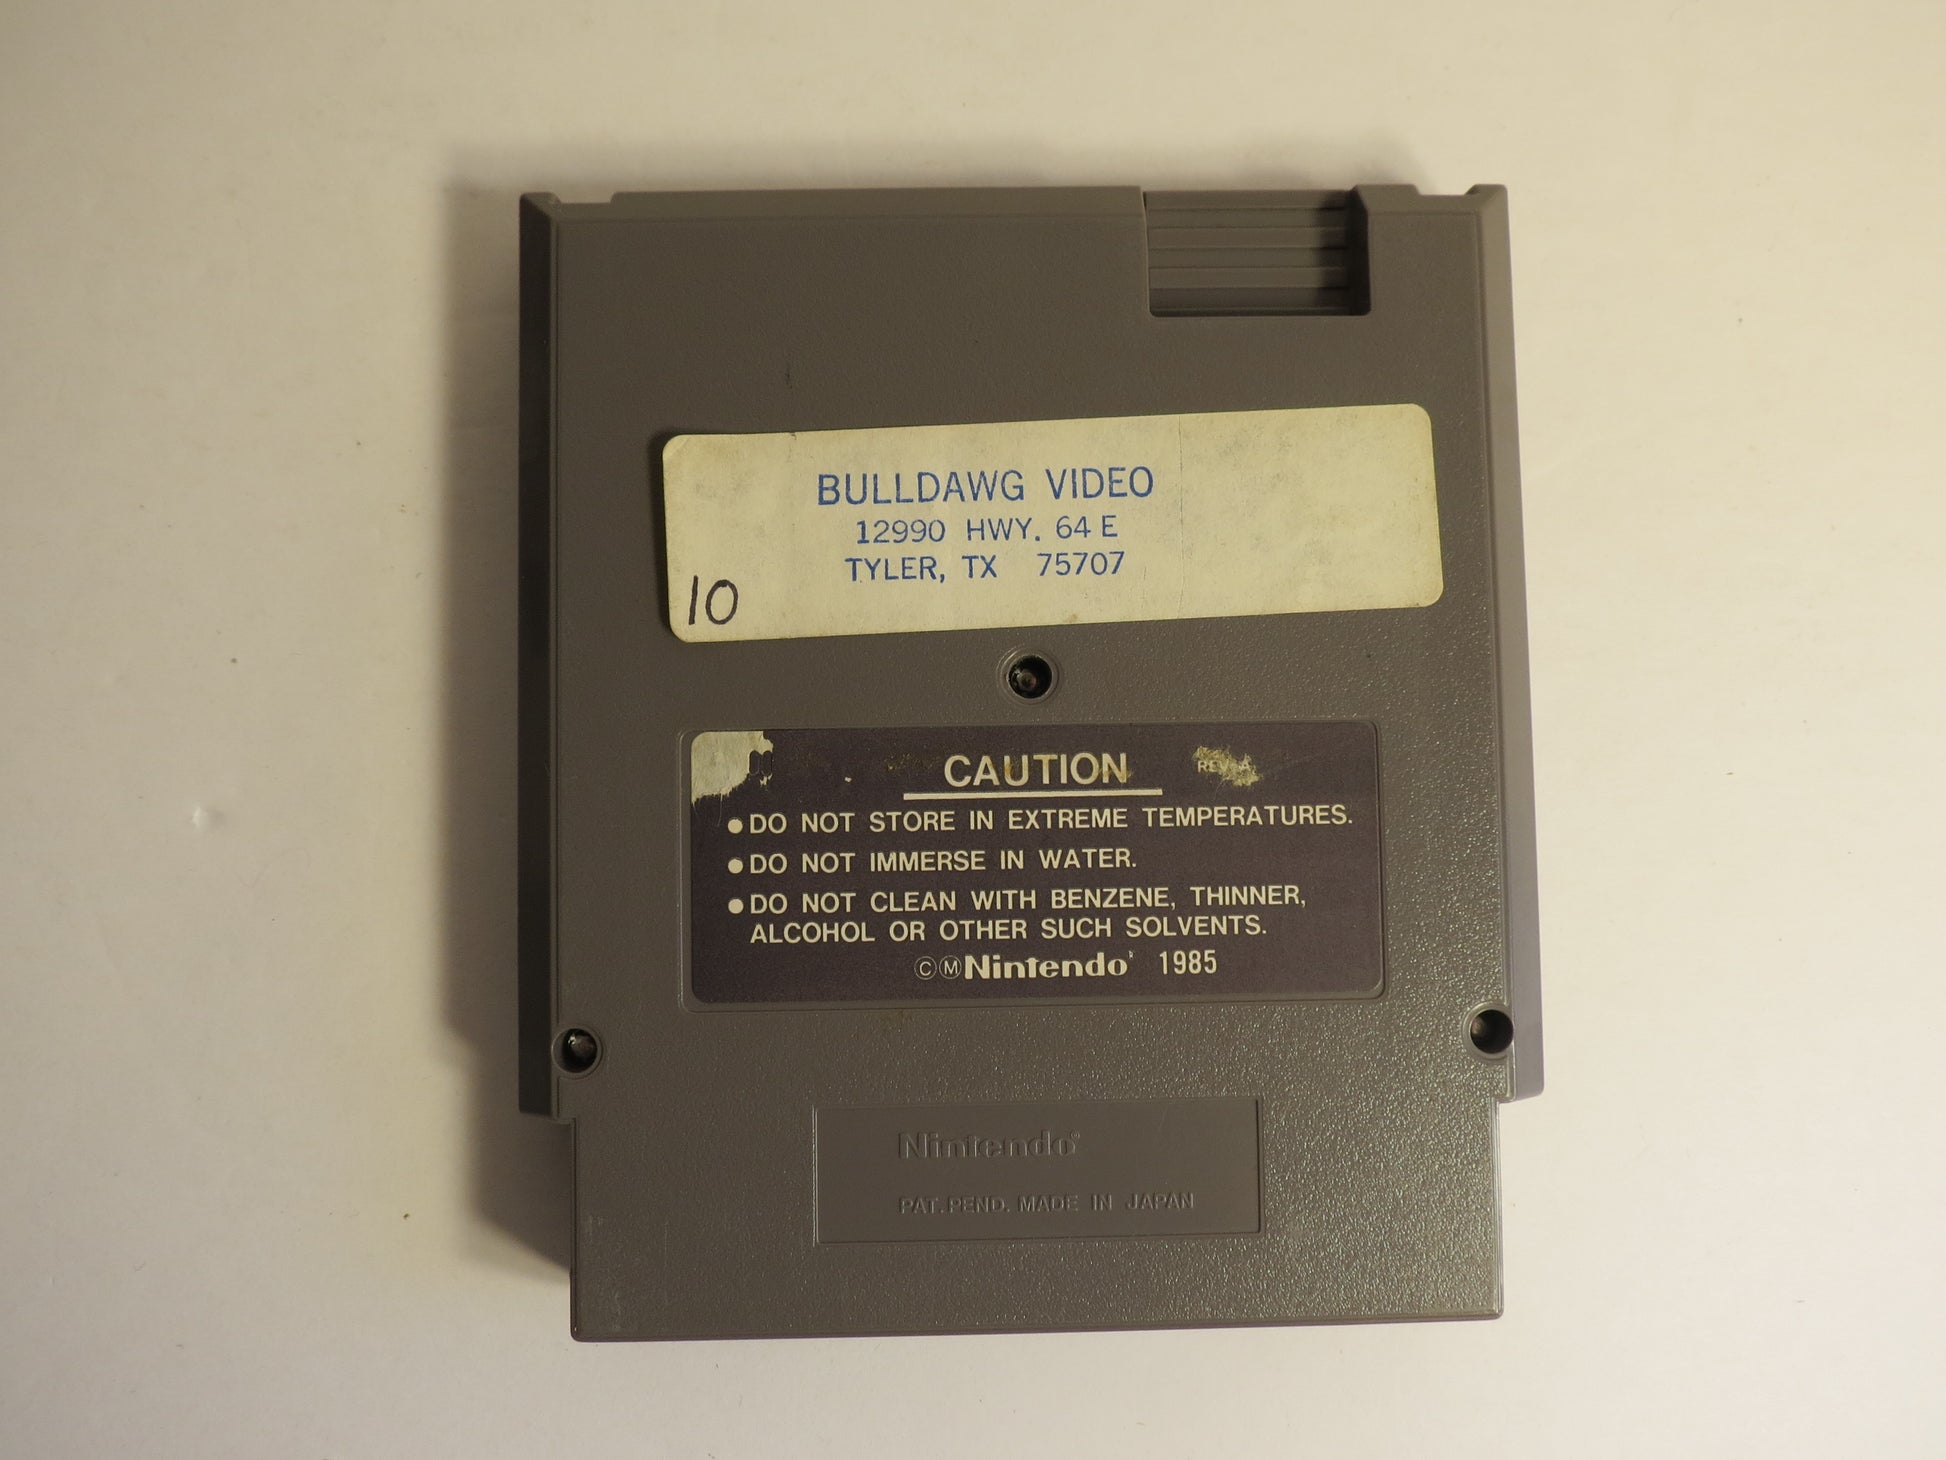 BULLDAWG VIDEO
12990 HWY. 64 E
TYLER, TX 75707
10
CAUTION
REV-A
●DO NOT STORE IN EXTREME TEMPERATURES.
●DO NOT IMMERSE IN WATER.
●DO NOT CLEAN WITH BENZENE, THINNER,
ALCOHOL OR OTHER SUCH SOLVENTS.
ⒸⓂNintendo® 1985
Nintendo®
PAT. PEND. MADE IN JAPAN